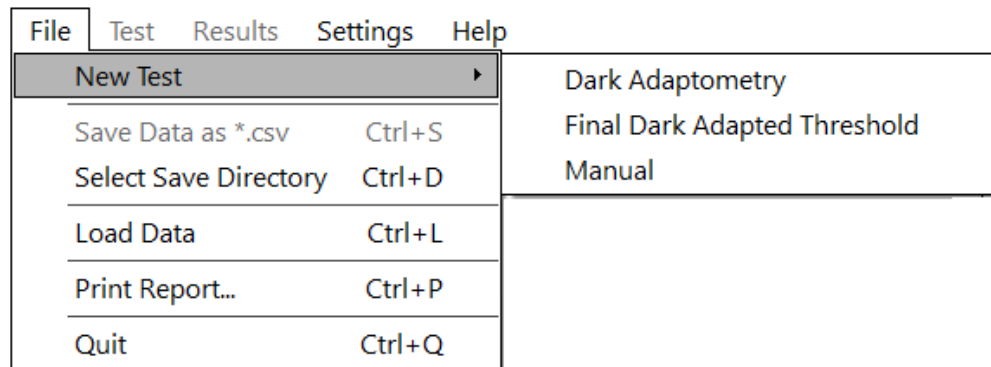 File Test Results Settings Help
New Test
Dark Adaptometry
Final Dark Adapted Threshold
Manual
Save Data as *.csv Ctrl+S
Select Save Directory Ctrl+D
Load Data Ctrl+L
Print Report... Ctrl+P
Quit Ctrl+Q